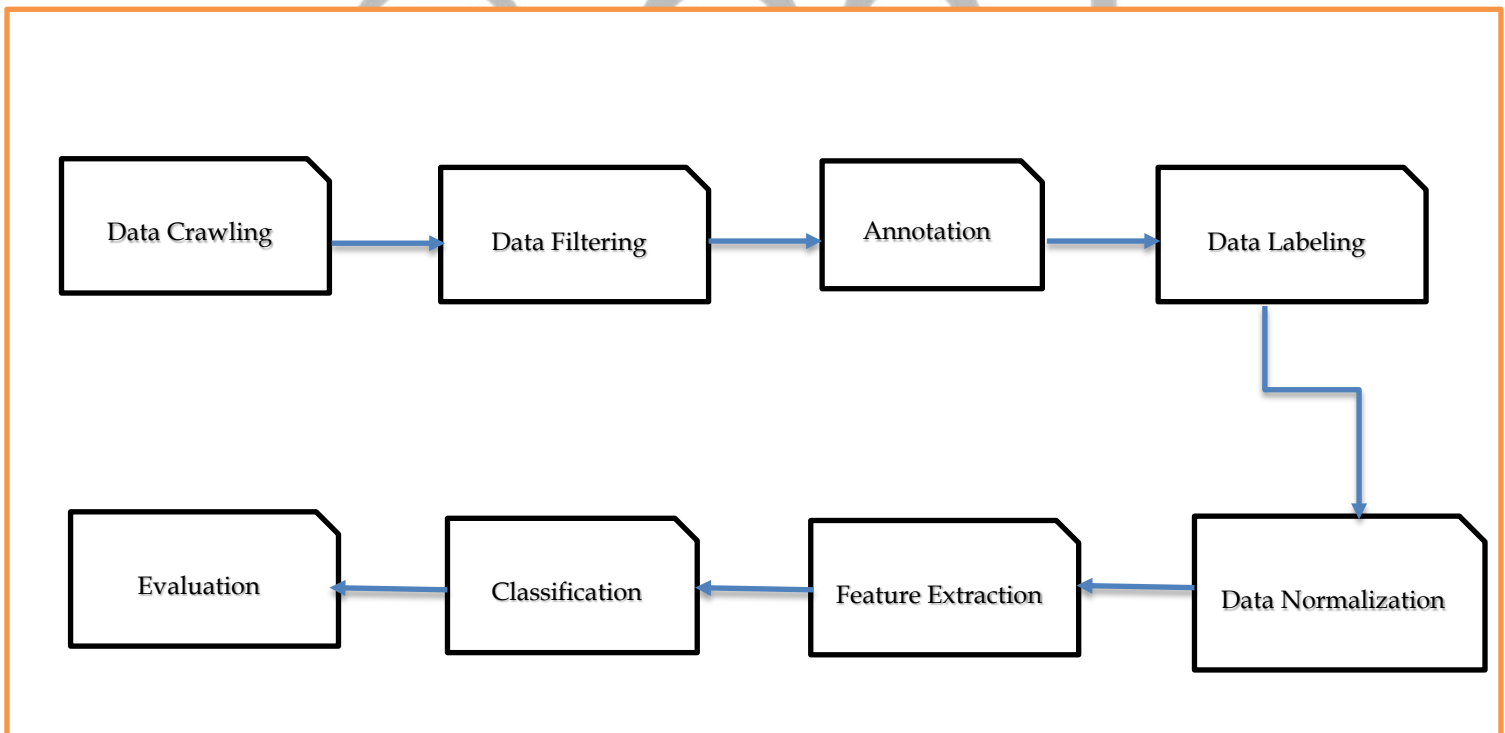 Data Crawling
Data Filtering
Annotation
Data Labeling
Data Normalization
Feature Extraction
Classification
Evaluation